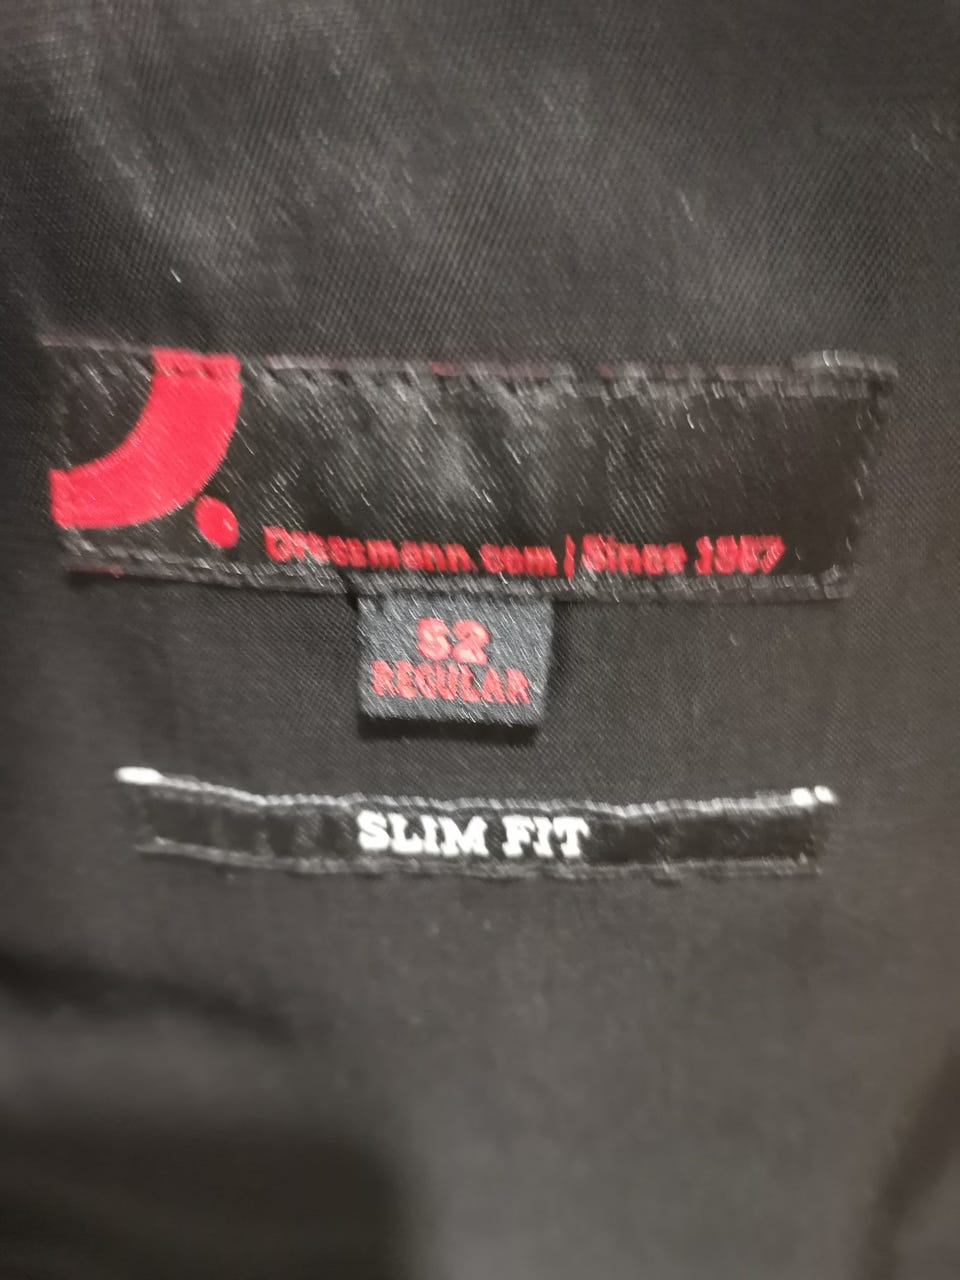 Dressmann.com | Since 1967
52
REGULAR
SLIM FIT